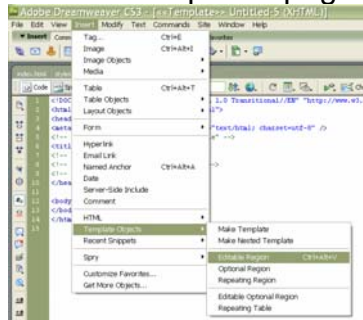 Adobe Dreamweaver CS3 - [<<Template>> Untitled-5 (XHTML)]
File Edit View Insert Modify Text Commands Site Window Help
Insert
Tag... Ctrl+E
Image Ctrl+Alt+I
Image Objects
Media
Table Ctrl+Alt+T
Table Objects
Layout Objects
Form
Hyperlink
Email Link
Named Anchor Ctrl+Alt+A
Date
Server-Side Include
Comment
HTML
Template Objects
Recent Snippets
Spry
Customize Favorites...
Get More Objects...
Make Template
Make Nested Template
Editable Region Ctrl+Alt+V
Optional Region
Repeating Region
Editable Optional Region
Repeating Table
Code
1.0 Transitional//EN" "http://www.w3.
"text/html; charset=utf-8" />